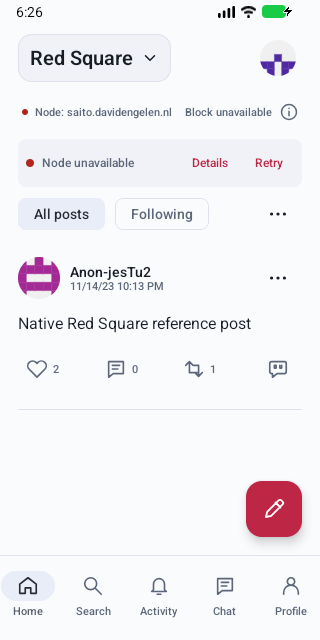 6:26
Red Square
Node: saito.davidengelen.nl Block unavailable
Node unavailable Details Retry
All posts Following
Anon-jesTu2
11/14/23 10:13 PM
Native Red Square reference post
2 0 1
Home Search Activity Chat Profile